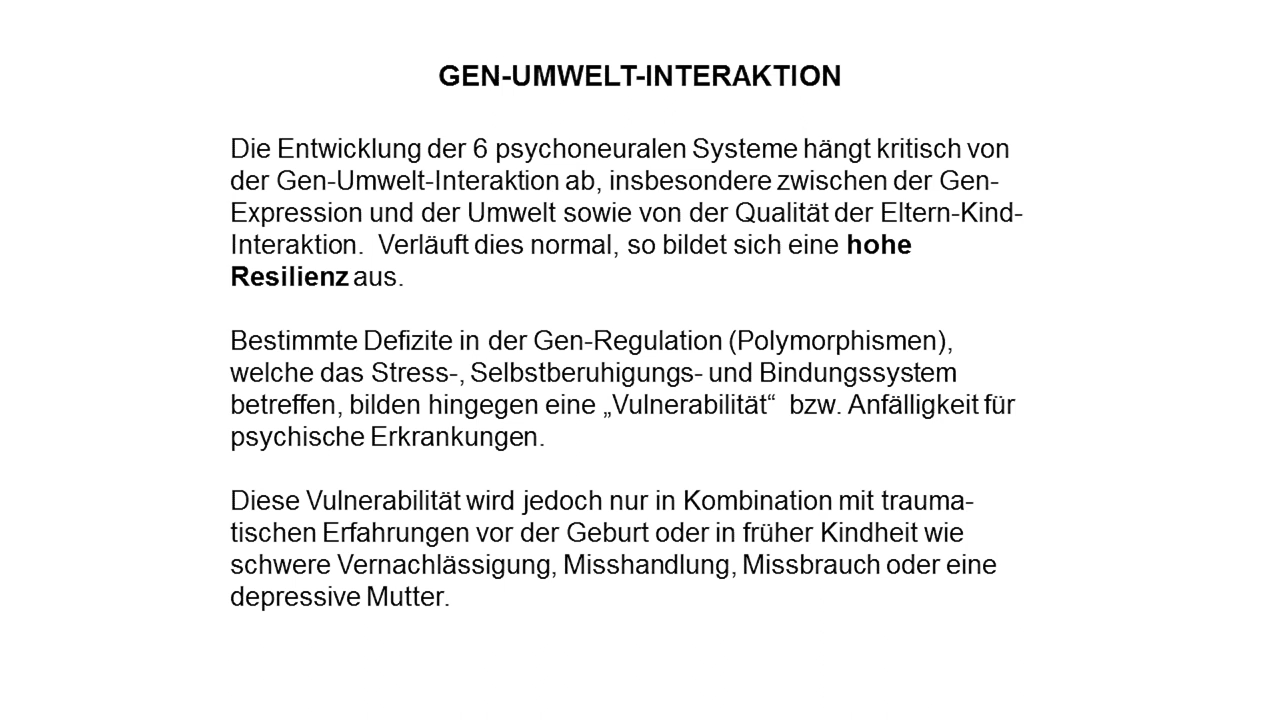 GEN-UMWELT-INTERAKTION
Die Entwicklung der 6 psychoneuralen Systeme hängt kritisch von
der Gen-Umwelt-Interaktion ab, insbesondere zwischen der Gen-
Expression und der Umwelt sowie von der Qualität der Eltern-Kind-
Interaktion.  Verläuft dies normal, so bildet sich eine hohe
Resilienz aus.
Bestimmte Defizite in der Gen-Regulation (Polymorphismen),
welche das Stress-, Selbstberuhigungs- und Bindungssystem
betreffen, bilden hingegen eine „Vulnerabilität“  bzw. Anfälligkeit für
psychische Erkrankungen.
Diese Vulnerabilität wird jedoch nur in Kombination mit trauma-
tischen Erfahrungen vor der Geburt oder in früher Kindheit wie
schwere Vernachlässigung, Misshandlung, Missbrauch oder eine
depressive Mutter.